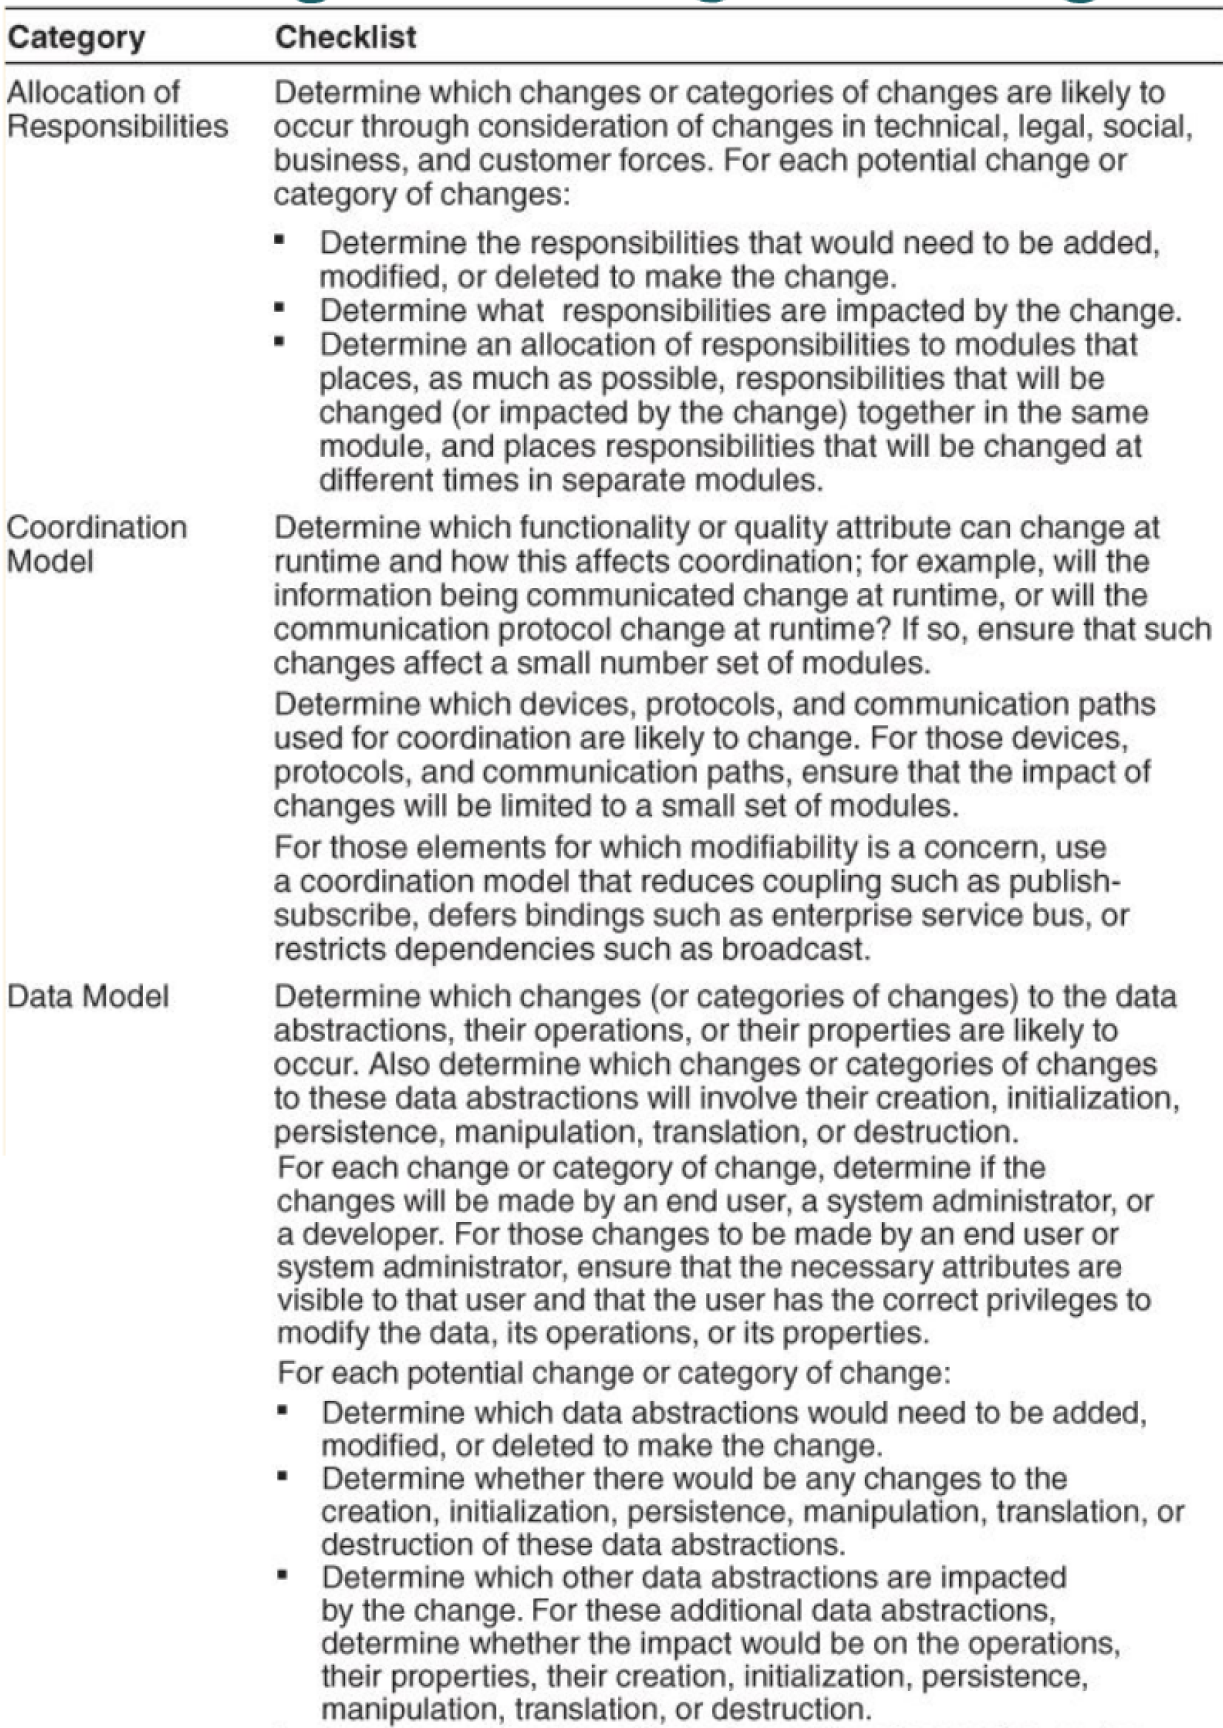 Category Checklist
Allocation of Determine which changes or categories of changes are likely to
Responsibilities occur through consideration of changes in technical, legal, social,
business, and customer forces. For each potential change or
category of changes:
▪ Determine the responsibilities that would need to be added,
modified, or deleted to make the change.
▪ Determine what responsibilities are impacted by the change.
▪ Determine an allocation of responsibilities to modules that
places, as much as possible, responsibilities that will be
changed (or impacted by the change) together in the same
module, and places responsibilities that will be changed at
different times in separate modules.
Coordination Determine which functionality or quality attribute can change at
Model runtime and how this affects coordination; for example, will the
information being communicated change at runtime, or will the
communication protocol change at runtime? If so, ensure that such
changes affect a small number set of modules.
Determine which devices, protocols, and communication paths
used for coordination are likely to change. For those devices,
protocols, and communication paths, ensure that the impact of
changes will be limited to a small set of modules.
For those elements for which modifiability is a concern, use
a coordination model that reduces coupling such as publish-
subscribe, defers bindings such as enterprise service bus, or
restricts dependencies such as broadcast.
Data Model Determine which changes (or categories of changes) to the data
abstractions, their operations, or their properties are likely to
occur. Also determine which changes or categories of changes
to these data abstractions will involve their creation, initialization,
persistence, manipulation, translation, or destruction.
For each change or category of change, determine if the
changes will be made by an end user, a system administrator, or
a developer. For those changes to be made by an end user or
system administrator, ensure that the necessary attributes are
visible to that user and that the user has the correct privileges to
modify the data, its operations, or its properties.
For each potential change or category of change:
▪ Determine which data abstractions would need to be added,
modified, or deleted to make the change.
▪ Determine whether there would be any changes to the
creation, initialization, persistence, manipulation, translation, or
destruction of these data abstractions.
▪ Determine which other data abstractions are impacted
by the change. For these additional data abstractions,
determine whether the impact would be on the operations,
their properties, their creation, initialization, persistence,
manipulation, translation, or destruction.